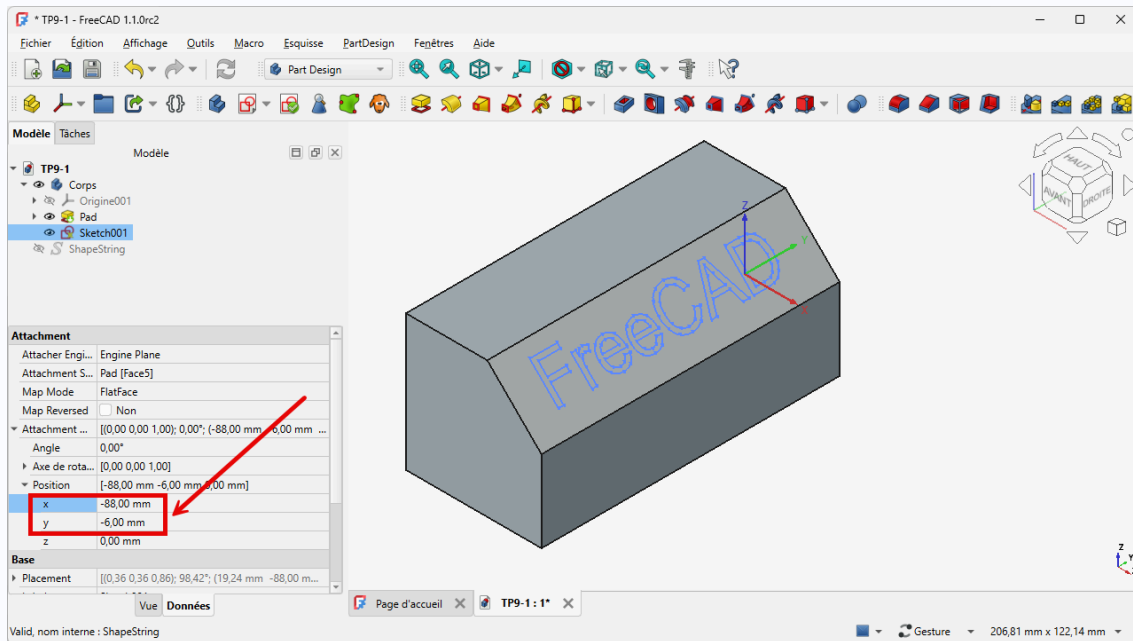 * TP9-1 - FreeCAD 1.1.0rc2
Fichier Édition Affichage Outils Macro Esquisse PartDesign Fenêtres Aide
Part Design
Modèle Tâches
Modèle
TP9-1
Corps
Origine001
Pad
Sketch001
ShapeString
Attachment
Attacher Engi... Engine Plane
Attachment S... Pad [Face5]
Map Mode FlatFace
Map Reversed Non
Attachment ... [(0,00 0,00 1,00); 0,00°; (-88,00 mm -6,00 mm ...
Angle 0,00°
Axe de rota... [0,00 0,00 1,00]
Position [-88,00 mm -6,00 mm 0,00 mm]
x -88,00 mm
y -6,00 mm
z 0,00 mm
Base
Placement [(0,36 0,36 0,86); 98,42°; (19,24 mm -88,00 m...
Vue Données
FreeCAD
Z
Y
X
HAUT
AVANT
DROITE
Z
Y
Page d'accueil
TP9-1 : 1*
Valid, nom interne : ShapeString
Gesture
206,81 mm x 122,14 mm